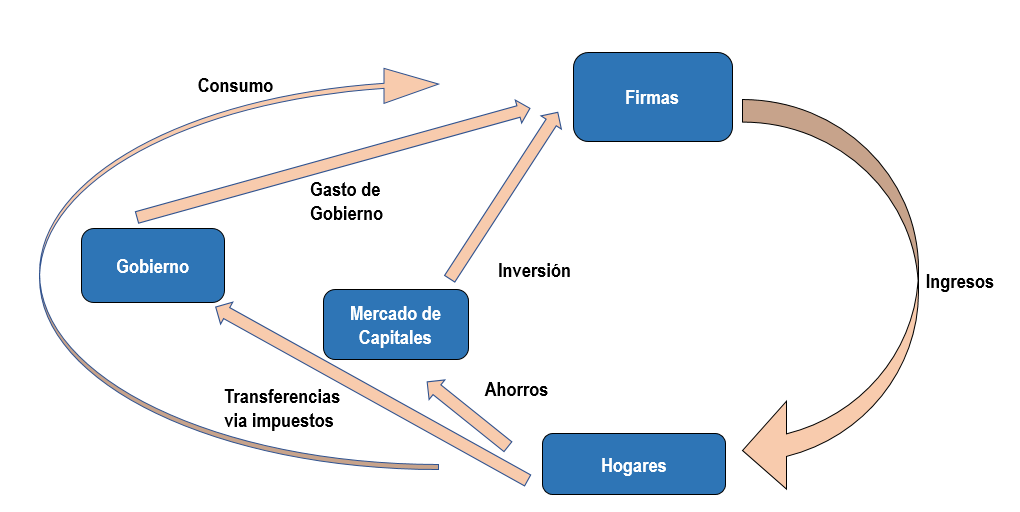 Consumo
Firmas
Gasto de
Gobierno
Gobierno
Inversión
Ingresos
Mercado de
Capitales
Transferencias
via impuestos
Ahorros
Hogares